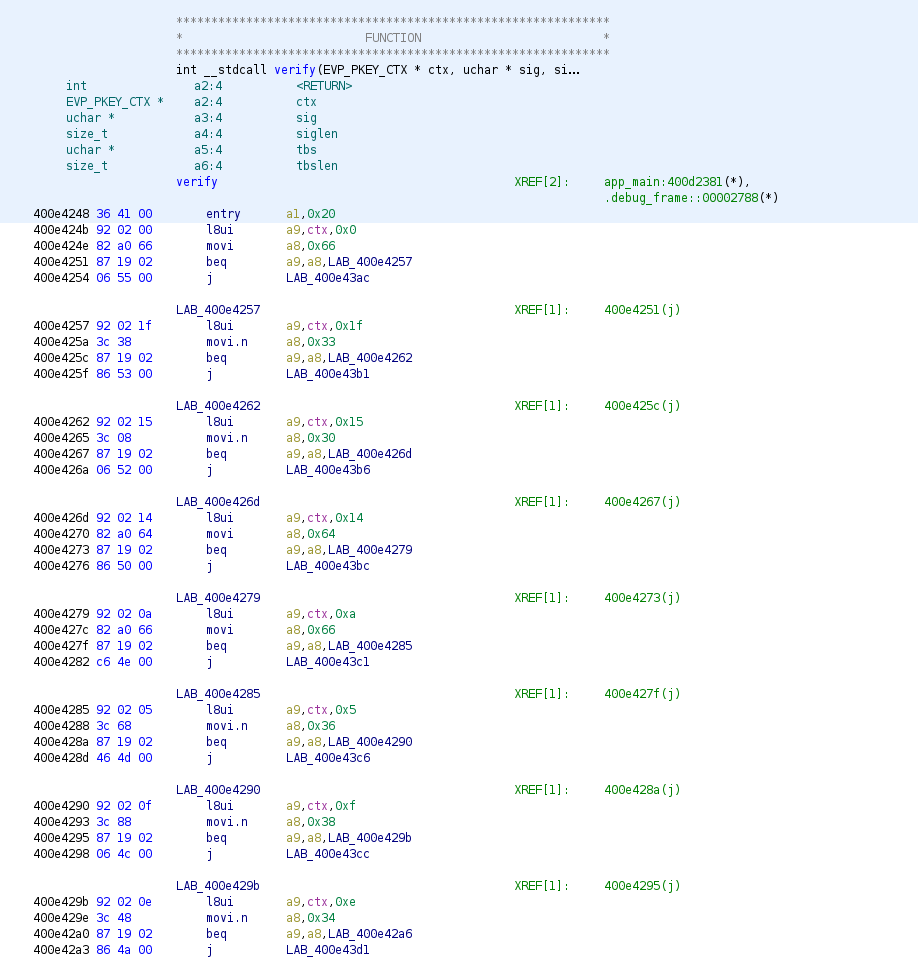 **************************************************************
*                          FUNCTION                          *
**************************************************************
int __stdcall verify(EVP_PKEY_CTX * ctx, uchar * sig, si...
int a2:4 <RETURN>
EVP_PKEY_CTX * a2:4 ctx
uchar * a3:4 sig
size_t a4:4 siglen
uchar * a5:4 tbs
size_t a6:4 tbslen
verify XREF[2]: app_main:400d2381(*),
.debug_frame::00002788(*)
400e4248 36 41 00 entry a1,0x20
400e424b 92 02 00 l8ui a9,ctx,0x0
400e424e 82 a0 66 movi a8,0x66
400e4251 87 19 02 beq a9,a8,LAB_400e4257
400e4254 06 55 00 j LAB_400e43ac
LAB_400e4257 XREF[1]: 400e4251(j)
400e4257 92 02 1f l8ui a9,ctx,0x1f
400e425a 3c 38 movi.n a8,0x33
400e425c 87 19 02 beq a9,a8,LAB_400e4262
400e425f 86 53 00 j LAB_400e43b1
LAB_400e4262 XREF[1]: 400e425c(j)
400e4262 92 02 15 l8ui a9,ctx,0x15
400e4265 3c 08 movi.n a8,0x30
400e4267 87 19 02 beq a9,a8,LAB_400e426d
400e426a 06 52 00 j LAB_400e43b6
LAB_400e426d XREF[1]: 400e4267(j)
400e426d 92 02 14 l8ui a9,ctx,0x14
400e4270 82 a0 64 movi a8,0x64
400e4273 87 19 02 beq a9,a8,LAB_400e4279
400e4276 86 50 00 j LAB_400e43bc
LAB_400e4279 XREF[1]: 400e4273(j)
400e4279 92 02 0a l8ui a9,ctx,0xa
400e427c 82 a0 66 movi a8,0x66
400e427f 87 19 02 beq a9,a8,LAB_400e4285
400e4282 c6 4e 00 j LAB_400e43c1
LAB_400e4285 XREF[1]: 400e427f(j)
400e4285 92 02 05 l8ui a9,ctx,0x5
400e4288 3c 68 movi.n a8,0x36
400e428a 87 19 02 beq a9,a8,LAB_400e4290
400e428d 46 4d 00 j LAB_400e43c6
LAB_400e4290 XREF[1]: 400e428a(j)
400e4290 92 02 0f l8ui a9,ctx,0xf
400e4293 3c 88 movi.n a8,0x38
400e4295 87 19 02 beq a9,a8,LAB_400e429b
400e4298 06 4c 00 j LAB_400e43cc
LAB_400e429b XREF[1]: 400e4295(j)
400e429b 92 02 0e l8ui a9,ctx,0xe
400e429e 3c 48 movi.n a8,0x34
400e42a0 87 19 02 beq a9,a8,LAB_400e42a6
400e42a3 86 4a 00 j LAB_400e43d1